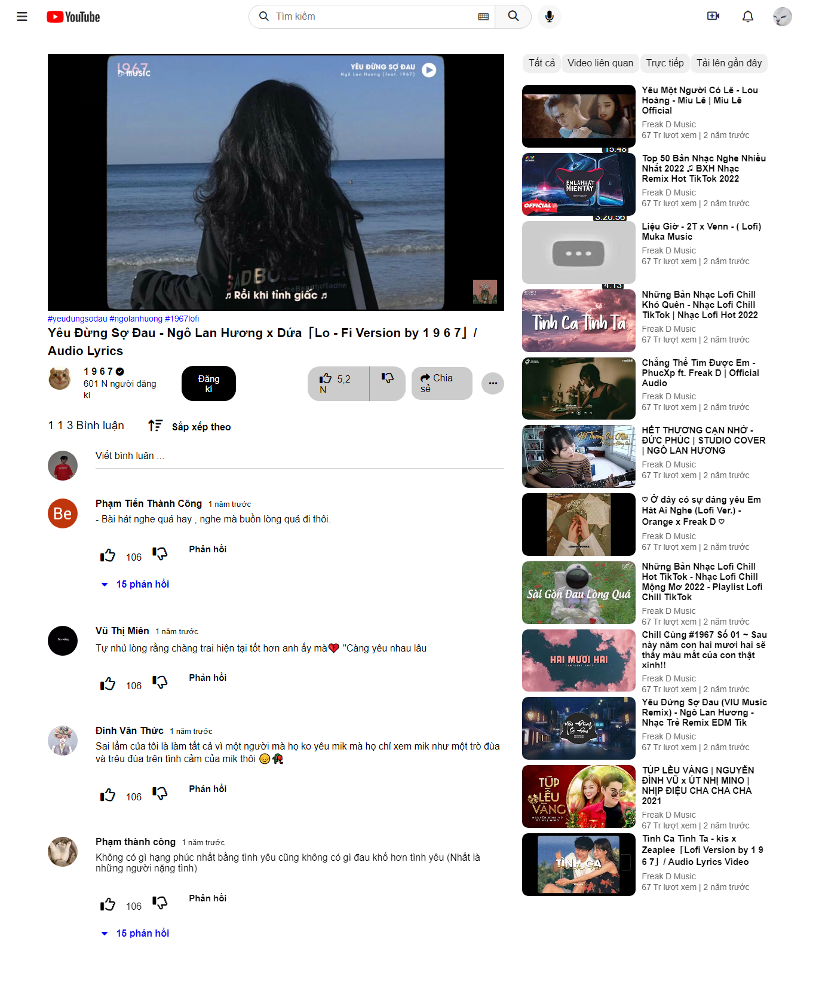 YouTube
Tìm kiếm
1967
MUSIC
YÊU ĐỪNG SỢ ĐAU
Ngô Lan Hương (feat. 1967)
♬ Rồi khi tỉnh giấc ♬
#yeudungsodau #ngolanhuong #1967lofi
Yêu Đừng Sợ Đau - Ngô Lan Hương x Dứa「Lo - Fi Version by 1 9 6 7」/
Audio Lyrics
1 9 6 7
601 N người đăng
kí
Đăng
kí
5,2
N
Chia
sẻ
1 1 3 Bình luận
Sắp xếp theo
Viết bình luận ...
Be
Phạm Tiến Thành Công 1 năm trước
- Bài hát nghe quá hay , nghe mà buồn lòng quá đi thôi.
106
Phản hồi
15 phản hồi
Vũ Thị Miên 1 năm trước
Tự nhủ lòng rằng chàng trai hiện tại tốt hơn anh ấy mà💔 "Càng yêu nhau lâu
106
Phản hồi
Đinh Văn Thức 1 năm trước
Sai lầm của tôi là làm tất cả vì một người mà họ ko yêu mik mà họ chỉ xem mik như một trò đùa
và trêu đùa trên tình cảm của mik thôi 😔🥀
106
Phản hồi
Phạm thành công 1 năm trước
Không có gì hạng phúc nhất bằng tình yêu cũng không có gì đau khổ hơn tình yêu (Nhất là
những người nặng tình)
106
Phản hồi
15 phản hồi
Tất cả
Video liên quan
Trực tiếp
Tải lên gần đây
Yêu Một Người Có Lẽ - Lou
Hoàng - Miu Lê | Miu Lê
Official
Freak D Music
67 Tr lượt xem | 2 năm trước
15:48
EM LÀ NHẤT
MIỀN TÂY
OFFICIAL
Top 50 Bản Nhạc Nghe Nhiều
Nhất 2022 ♫ BXH Nhạc
Remix Hot TikTok 2022
Freak D Music
67 Tr lượt xem | 2 năm trước
3:20:56
Liệu Giờ - 2T x Venn - ( Lofi)
Muka Music
Freak D Music
67 Tr lượt xem | 2 năm trước
4:13
Tình Ca Tình Ta
Những Bản Nhạc Lofi Chill
Khó Quên - Nhạc Lofi Chill
TikTok | Nhạc Lofi Hot 2022
Freak D Music
67 Tr lượt xem | 2 năm trước
Chẳng Thể Tìm Được Em -
PhucXp ft. Freak D | Official
Audio
Freak D Music
67 Tr lượt xem | 2 năm trước
Hết Thương Cạn Nhớ
HẾT THƯƠNG CẠN NHỚ -
ĐỨC PHÚC | STUDIO COVER
| NGÔ LAN HƯƠNG
Freak D Music
67 Tr lượt xem | 2 năm trước
♡ Ở đây có sự đáng yêu Em
Hát Ai Nghe (Lofi Ver.) -
Orange x Freak D ♡
Freak D Music
67 Tr lượt xem | 2 năm trước
Sài Gòn Đau Lòng Quá
Những Bản Nhạc Lofi Chill
Hot TikTok - Nhạc Lofi Chill
Mộng Mơ 2022 - Playlist Lofi
Chill TikTok
Freak D Music
67 Tr lượt xem | 2 năm trước
HAI MƯƠI HAI
Chill Cùng #1967 Số 01 ~ Sau
này năm con hai mươi hai sẽ
thấy màu mắt của con thật
xinh!!
Freak D Music
67 Tr lượt xem | 2 năm trước
Yêu Đừng
Sợ Đau
Yêu Đừng Sợ Đau (VIU Music
Remix) - Ngô Lan Hương -
Nhạc Trẻ Remix EDM Tik
Freak D Music
67 Tr lượt xem | 2 năm trước
TÚP
LỀU
VÀNG
TÚP LỀU VÀNG | NGUYỄN
ĐÌNH VŨ x ÚT NHỊ MINO |
NHỊP ĐIỆU CHA CHA CHA
2021
Freak D Music
67 Tr lượt xem | 2 năm trước
TÌNH CA
Tình Ca Tình Ta - kis x
Zeaplee「Lofi Version by 1 9
6 7」/ Audio Lyrics Video
Freak D Music
67 Tr lượt xem | 2 năm trước